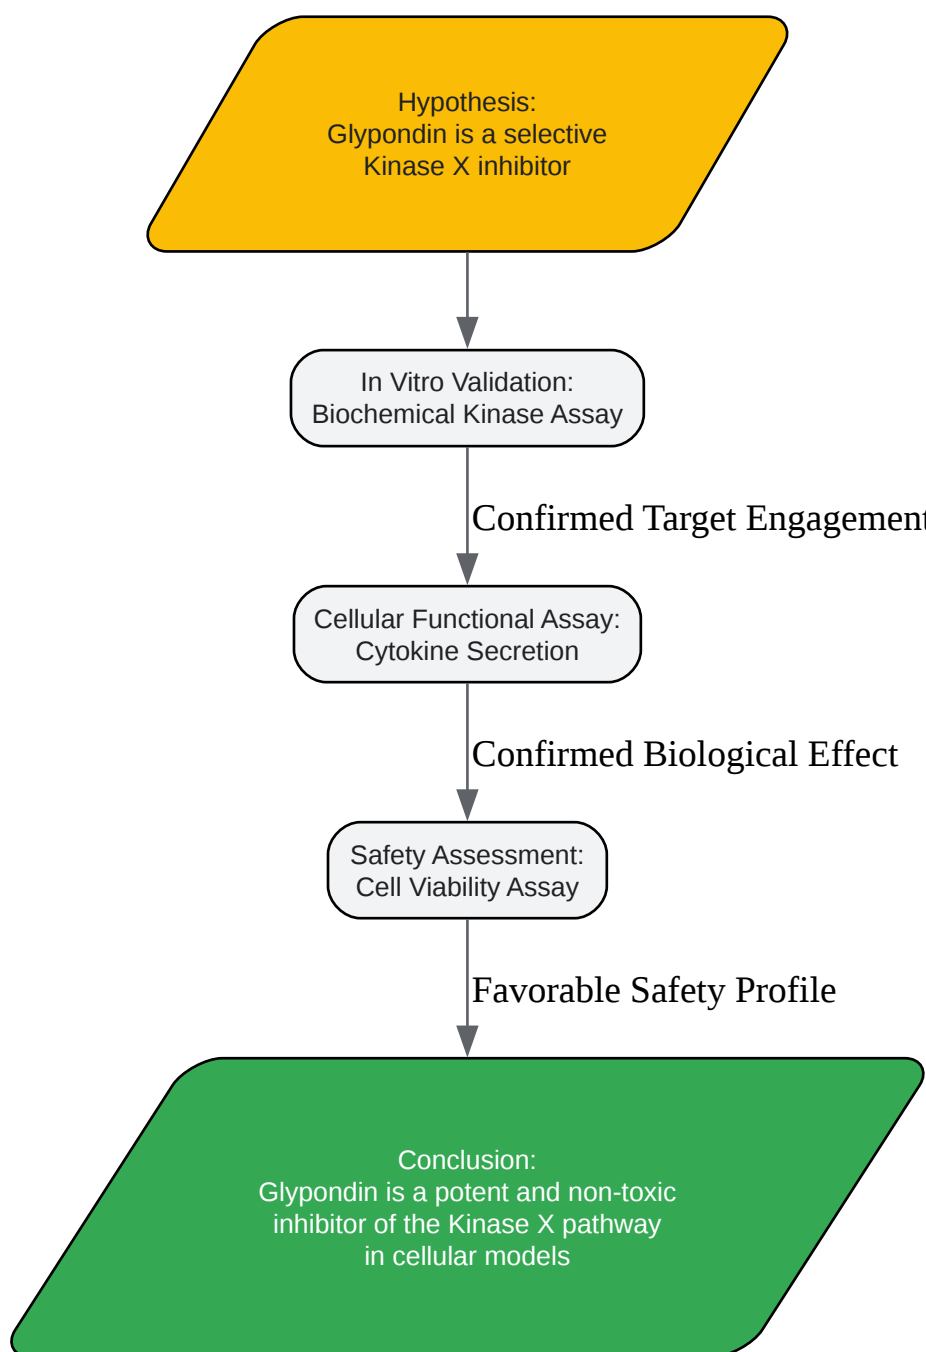 Hypothesis:
Glypondin is a selective
Kinase X inhibitor
In Vitro Validation:
Biochemical Kinase Assay
Confirmed Target Engagement
Cellular Functional Assay:
Cytokine Secretion
Confirmed Biological Effect
Safety Assessment:
Cell Viability Assay
Favorable Safety Profile
Conclusion:
Glypondin is a potent and non-toxic
inhibitor of the Kinase X pathway
in cellular models